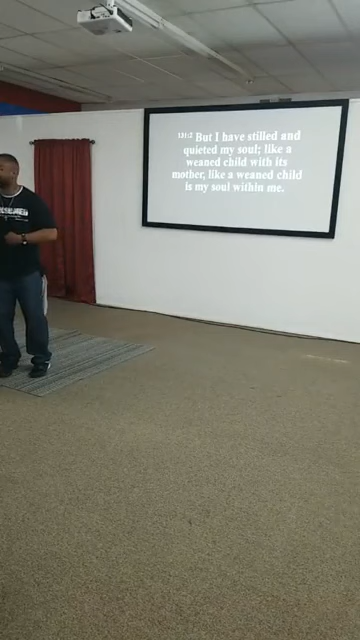 131:2 But I have stilled and
quieted my soul; like a
weaned child with its
mother, like a weaned child
is my soul within me.